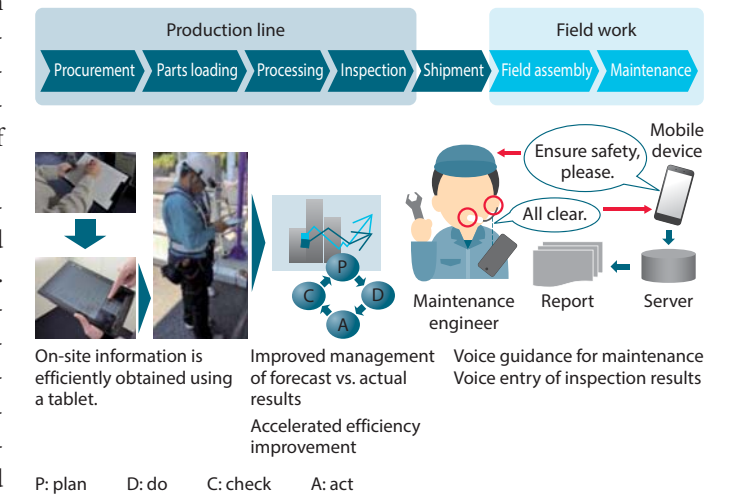 Production line
Field work
Procurement
Parts loading
Processing
Inspection
Shipment
Field assembly
Maintenance
Mobile
device
Ensure safety,
please.
All clear.
P
D
C
A
Maintenance
engineer
Report
Server
On-site information is
efficiently obtained using
a tablet.
Improved management
of forecast vs. actual
results
Accelerated efficiency
improvement
Voice guidance for maintenance
Voice entry of inspection results
P: plan D: do C: check A: act